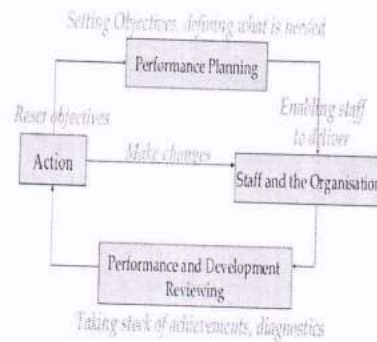 Setting Objectives, defining what is needed
Performance Planning
Reset objectives
Enabling staff
to deliver
Action
Make changes
Staff and the Organisation
Performance and Development
Reviewing
Taking stock of achievements, diagnostics